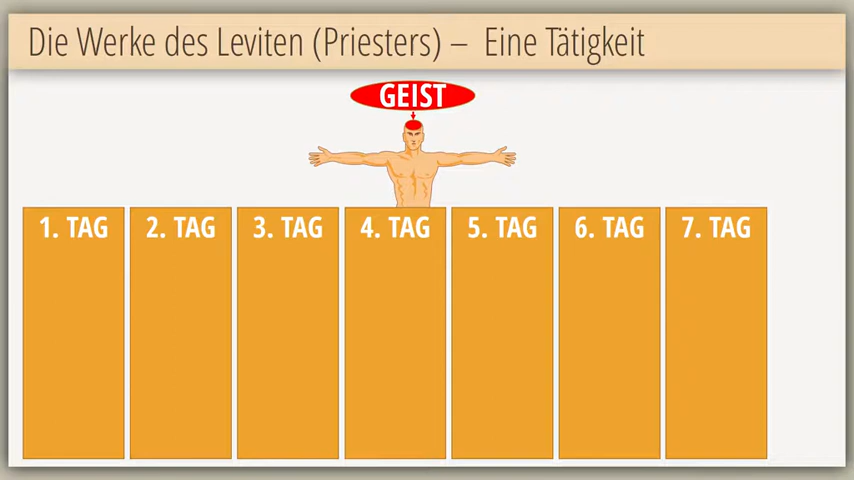 Die Werke des Leviten (Priesters) – Eine Tätigkeit
GEIST
1. TAG 2. TAG 3. TAG 4. TAG 5. TAG 6. TAG 7. TAG